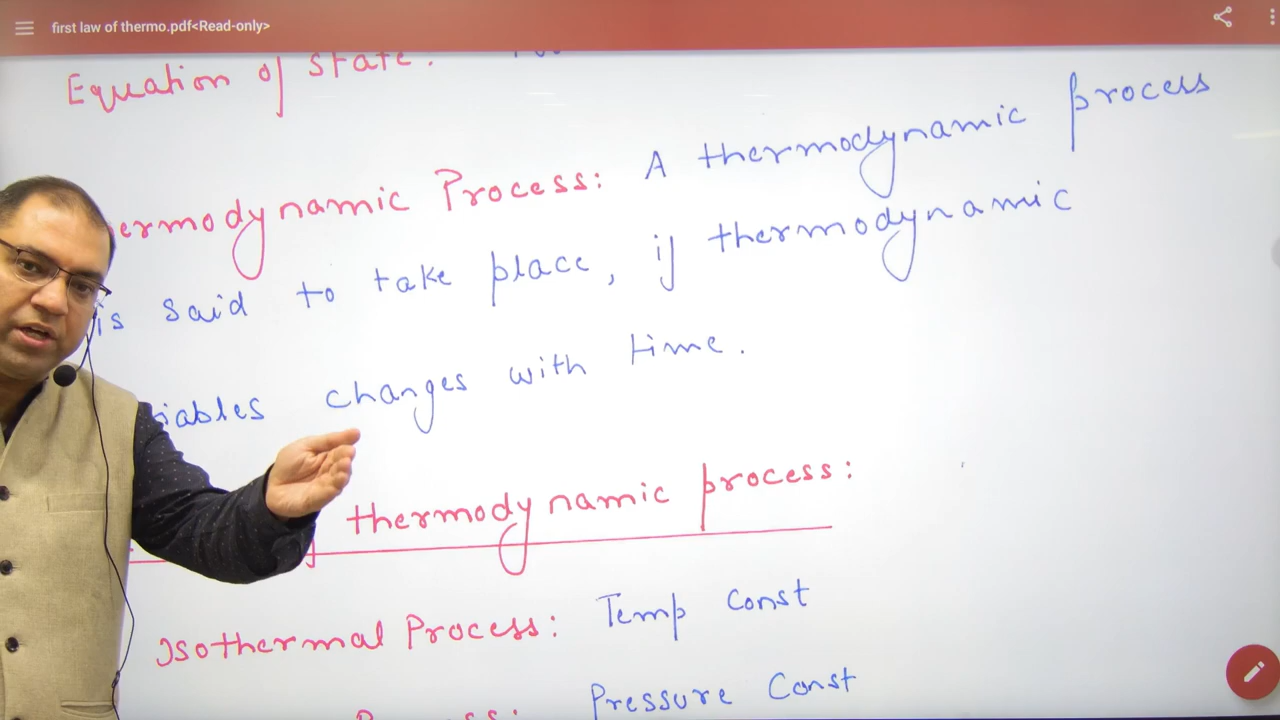 first law of thermo.pdf<Read-only>
Equation of state:
ermodynamic Process: A thermodynamic process
is said to take place, if thermodynamic
iables changes with time.
thermodynamic process:
Isothermal Process: Temp Const
Process: Pressure Const